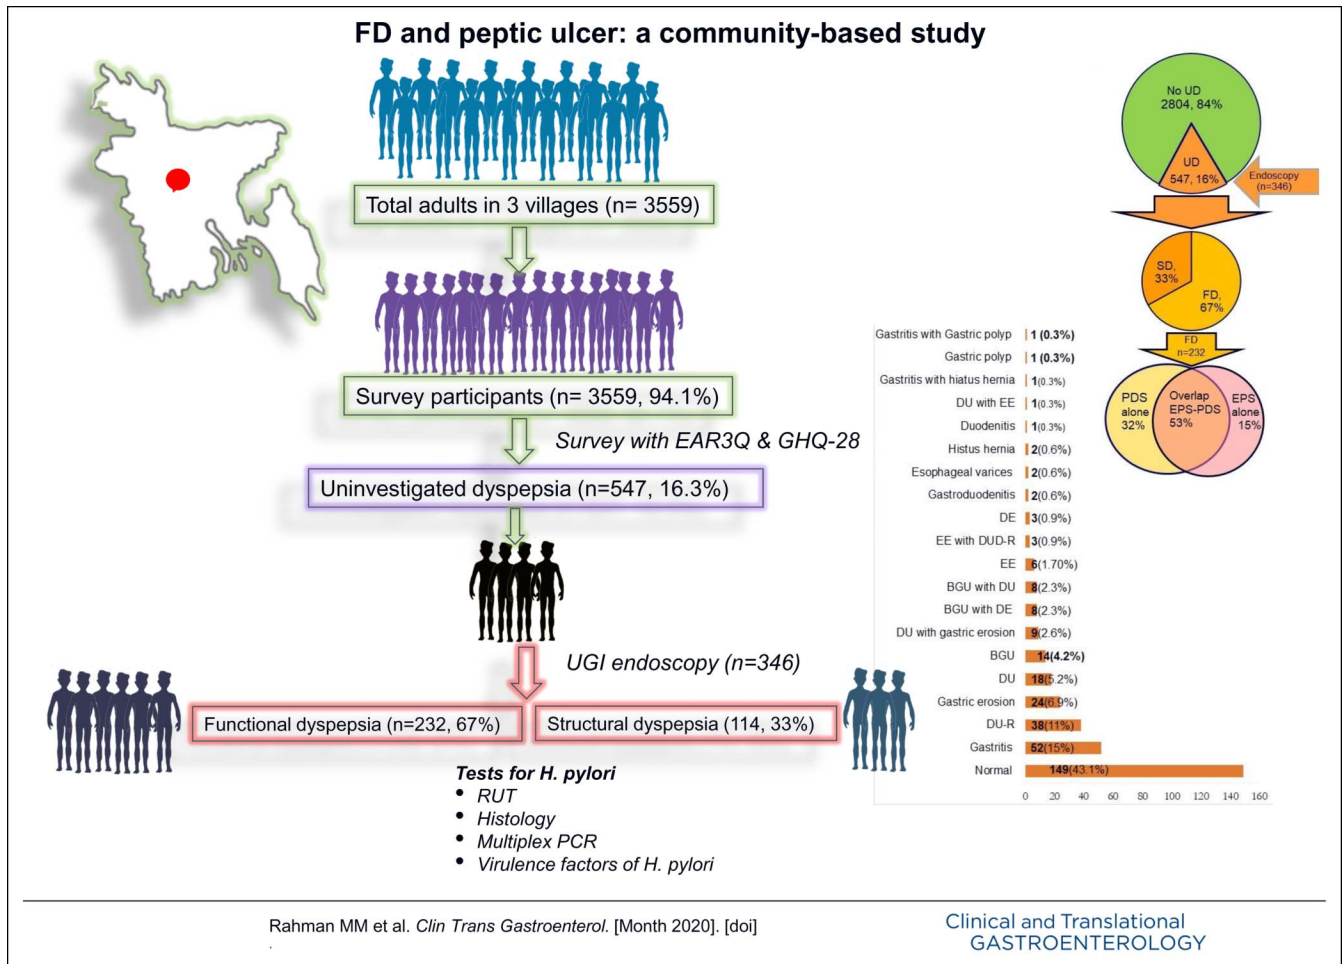 FD and peptic ulcer: a community-based study
Total adults in 3 villages (n= 3559)
Survey participants (n= 3559, 94.1%)
Survey with EAR3Q & GHQ-28
Uninvestigated dyspepsia (n=547, 16.3%)
UGI endoscopy (n=346)
Functional dyspepsia (n=232, 67%)
Structural dyspepsia (114, 33%)
Tests for H. pylori
• RUT
• Histology
• Multiplex PCR
• Virulence factors of H. pylori
No UD
2804, 84%
UD
547, 16%
Endoscopy
(n=346)
SD,
33%
FD,
67%
FD
n=232
PDS
alone
32%
Overlap
EPS-PDS
53%
EPS
alone
15%
Gastritis with Gastric polyp 1 (0.3%)
Gastric polyp 1 (0.3%)
Gastritis with hiatus hernia 1(0.3%)
DU with EE 1(0.3%)
Duodenitis 1(0.3%)
Histus hernia 2(0.6%)
Esophageal varices 2(0.6%)
Gastroduodenitis 2(0.6%)
DE 3(0.9%)
EE with DUD-R 3(0.9%)
EE 6(1.70%)
BGU with DU 8(2.3%)
BGU with DE 8(2.3%)
DU with gastric erosion 9(2.6%)
BGU 14(4.2%)
DU 18(5.2%)
Gastric erosion 24(6.9%)
DU-R 38(11%)
Gastritis 52(15%)
Normal 149(43.1%)
0 20 40 60 80 100 120 140 160
Rahman MM et al. Clin Trans Gastroenterol. [Month 2020]. [doi]
.
Clinical and Translational
GASTROENTEROLOGY